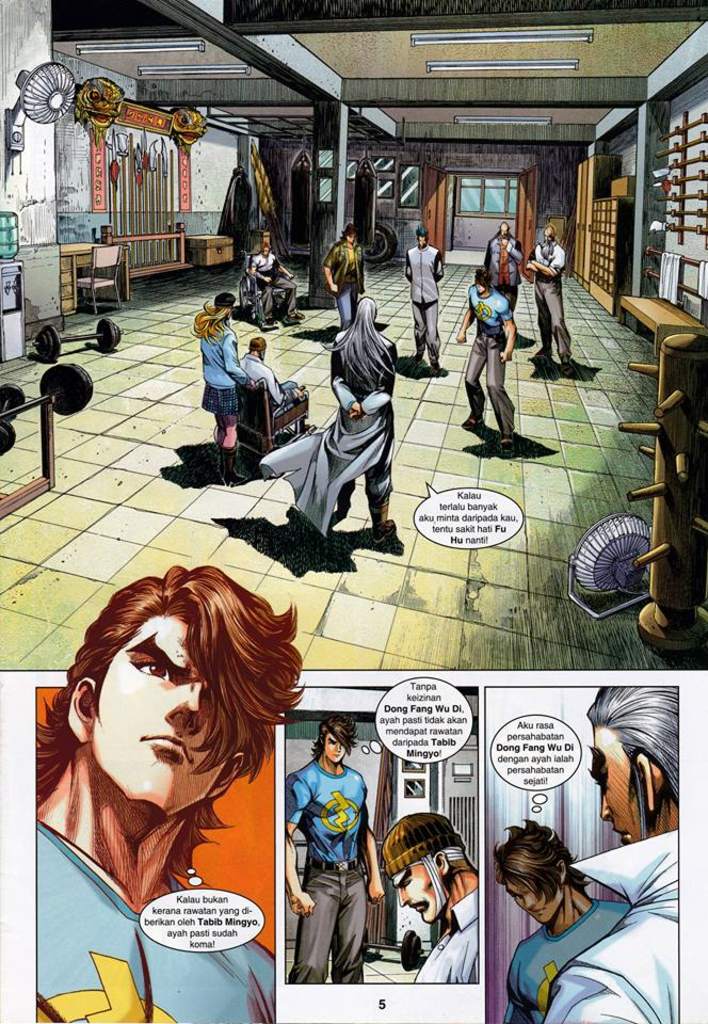 Kalau
terlalu banyak
aku minta daripada kau,
tentu sakit hati Fu
Hu nanti!
Kalau bukan
kerana rawatan yang di-
berikan oleh Tabib
Mingyo,
ayah pasti sudah
koma!
Tanpa
keizinan
Dong Fang Wu Di,
ayah pasti tidak akan
mendapat rawatan
daripada Tabib
Mingyo!
Aku rasa
persahabatan
Dong Fang Wu Di
dengan ayah ialah
persahabatan
sejati!
5